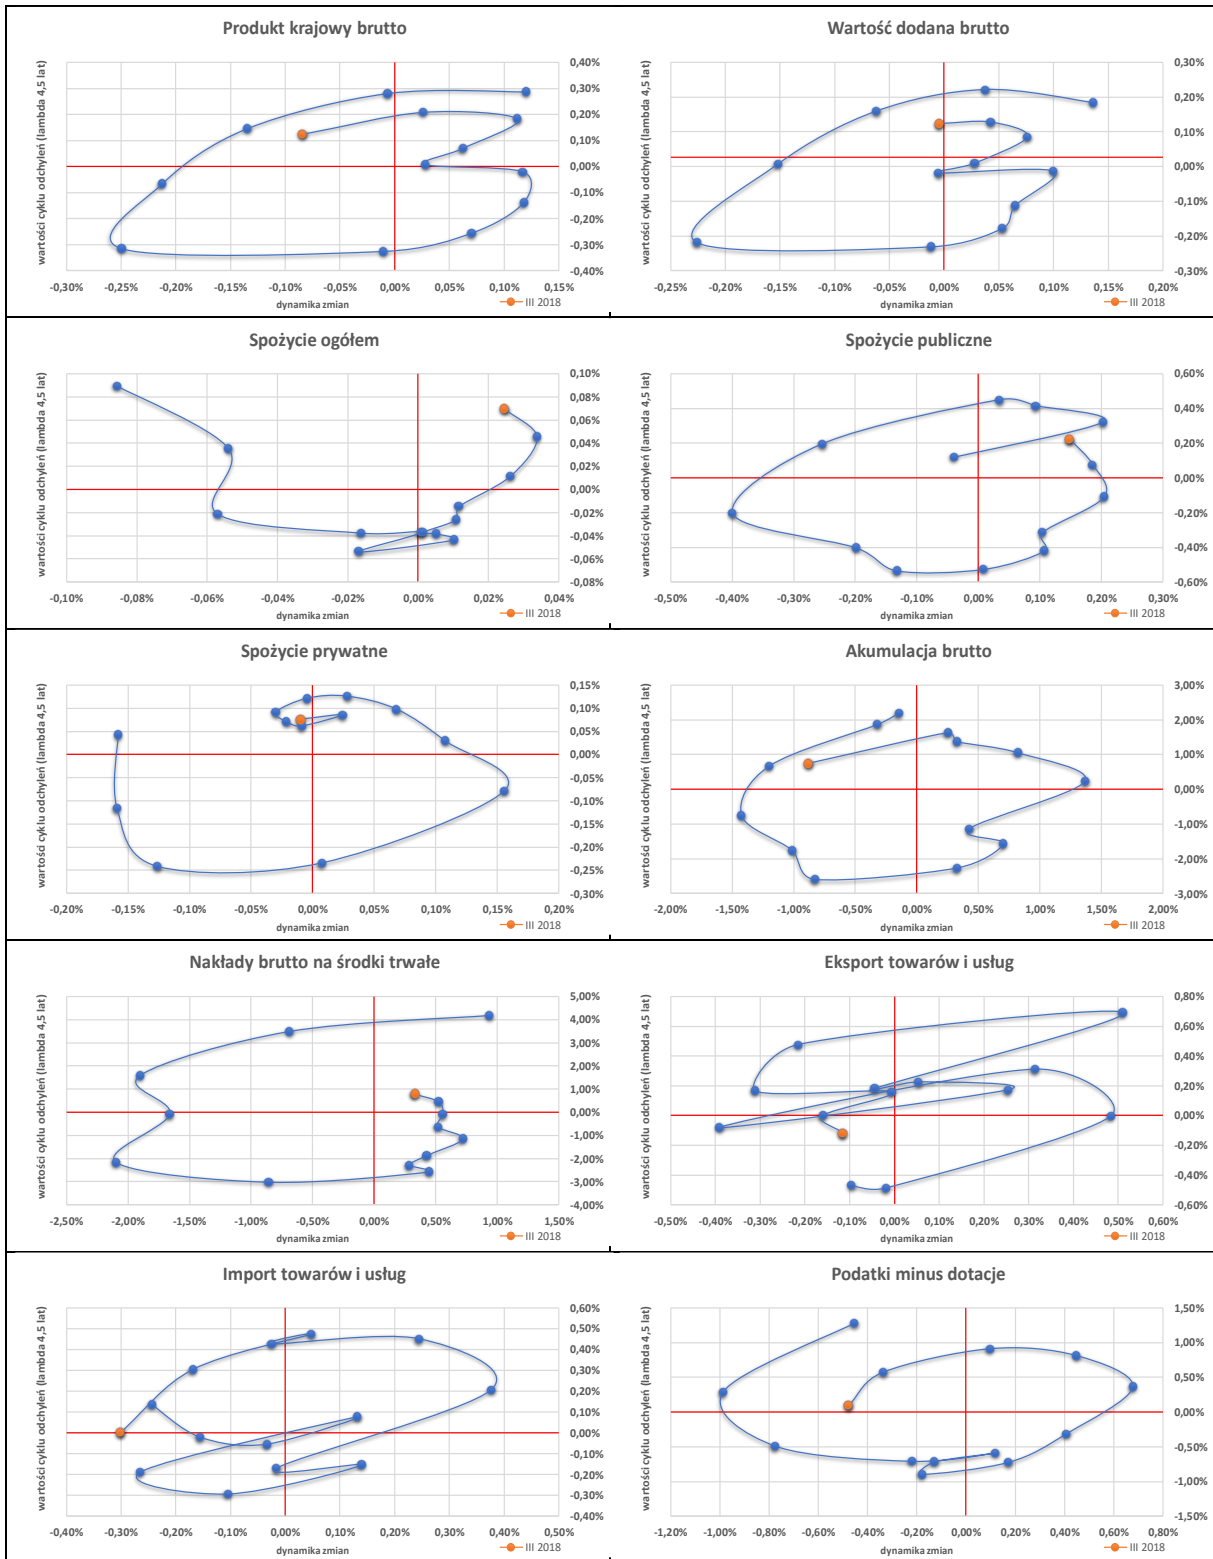 Produkt krajowy brutto
wartości cyklu odchyleń (lambda 4,5 lat)
0,40%
0,30%
0,20%
0,10%
0,00%
-0,10%
-0,20%
-0,30%
-0,40%
-0,30% -0,25% -0,20% -0,15% -0,10% -0,05% 0,00% 0,05% 0,10% 0,15%
dynamika zmian
III 2018
Wartość dodana brutto
wartości cyklu odchyleń (lambda 4,5 lat)
0,30%
0,20%
0,10%
0,00%
-0,10%
-0,20%
-0,30%
-0,25% -0,20% -0,15% -0,10% -0,05% 0,00% 0,05% 0,10% 0,15% 0,20%
dynamika zmian
III 2018
Spożycie ogółem
wartości cyklu odchyleń (lambda 4,5 lat)
0,10%
0,08%
0,06%
0,04%
0,02%
0,00%
-0,02%
-0,04%
-0,06%
-0,08%
-0,10% -0,08% -0,06% -0,04% -0,02% 0,00% 0,02% 0,04%
dynamika zmian
III 2018
Spożycie publiczne
wartości cyklu odchyleń (lambda 4,5 lat)
0,60%
0,40%
0,20%
0,00%
-0,20%
-0,40%
-0,60%
-0,50% -0,40% -0,30% -0,20% -0,10% 0,00% 0,10% 0,20% 0,30%
dynamika zmian
III 2018
Spożycie prywatne
wartości cyklu odchyleń (lambda 4,5 lat)
0,15%
0,10%
0,05%
0,00%
-0,05%
-0,10%
-0,15%
-0,20%
-0,25%
-0,30%
-0,20% -0,15% -0,10% -0,05% 0,00% 0,05% 0,10% 0,15% 0,20%
dynamika zmian
III 2018
Akumulacja brutto
wartości cyklu odchyleń (lambda 4,5 lat)
3,00%
2,00%
1,00%
0,00%
-1,00%
-2,00%
-3,00%
-2,00% -1,50% -1,00% -0,50% 0,00% 0,50% 1,00% 1,50% 2,00%
dynamika zmian
III 2018
Nakłady brutto na środki trwałe
wartości cyklu odchyleń (lambda 4,5 lat)
5,00%
4,00%
3,00%
2,00%
1,00%
0,00%
-1,00%
-2,00%
-3,00%
-4,00%
-2,50% -2,00% -1,50% -1,00% -0,50% 0,00% 0,50% 1,00% 1,50%
dynamika zmian
III 2018
Eksport towarów i usług
wartości cyklu odchyleń (lambda 4,5 lat)
0,80%
0,60%
0,40%
0,20%
0,00%
-0,20%
-0,40%
-0,60%
-0,50% -0,40% -0,30% -0,20% -0,10% 0,00% 0,10% 0,20% 0,30% 0,40% 0,50% 0,60%
dynamika zmian
III 2018
Import towarów i usług
wartości cyklu odchyleń (lambda 4,5 lat)
0,60%
0,50%
0,40%
0,30%
0,20%
0,10%
0,00%
-0,10%
-0,20%
-0,30%
-0,40%
-0,40% -0,30% -0,20% -0,10% 0,00% 0,10% 0,20% 0,30% 0,40% 0,50%
dynamika zmian
III 2018
Podatki minus dotacje
wartości cyklu odchyleń (lambda 4,5 lat)
1,50%
1,00%
0,50%
0,00%
-0,50%
-1,00%
-1,50%
-1,20% -1,00% -0,80% -0,60% -0,40% -0,20% 0,00% 0,20% 0,40% 0,60% 0,80%
dynamika zmian
III 2018